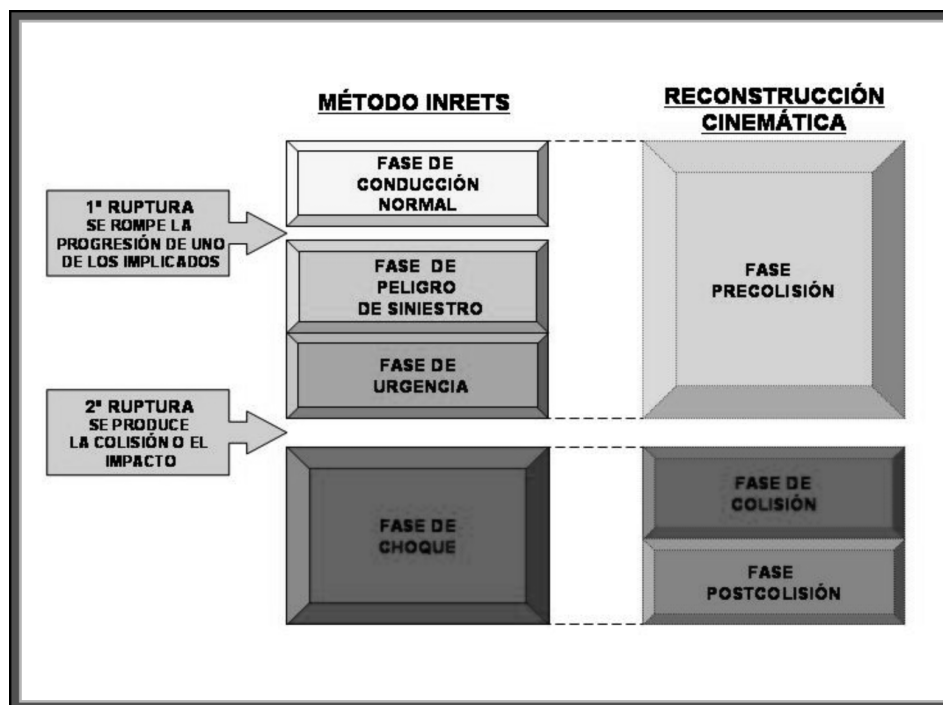 MÉTODO INRETS
RECONSTRUCCIÓN
CINEMÁTICA
FASE DE
CONDUCCIÓN
NORMAL
1ª RUPTURA
SE ROMPE LA
PROGRESIÓN DE UNO
DE LOS IMPLICADOS
FASE DE
PELIGRO
DE SINIESTRO
FASE DE
URGENCIA
FASE
PRECOLISIÓN
2ª RUPTURA
SE PRODUCE
LA COLISIÓN O EL
IMPACTO
FASE DE
CHOQUE
FASE DE
COLISIÓN
FASE
POSTCOLISIÓN